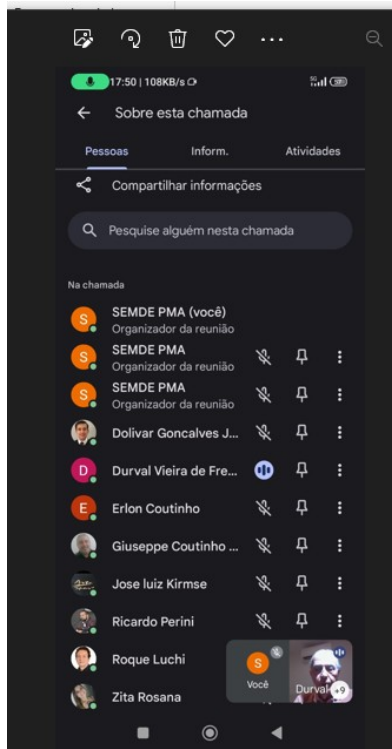 17:50 | 108KB/s
5G
Sobre esta chamada
Pessoas Inform. Atividades
Compartilhar informações
Pesquise alguém nesta chamada
Na chamada
S SEMDE PMA (você)
Organizador da reunião
S SEMDE PMA
Organizador da reunião
S SEMDE PMA
Organizador da reunião
Dolivar Goncalves J...
D Durval Vieira de Fre...
E Erlon Coutinho
Giuseppe Coutinho ...
Jose luiz Kirmse
Ricardo Perini
Roque Luchi
S
Você Durval +9
Zita Rosana